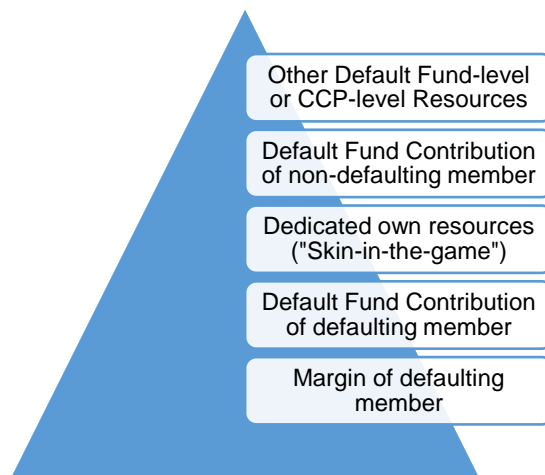 Other Default Fund-level
or CCP-level Resources
Default Fund Contribution
of non-defaulting member
Dedicated own resources
("Skin-in-the-game")
Default Fund Contribution
of defaulting member
Margin of defaulting
member